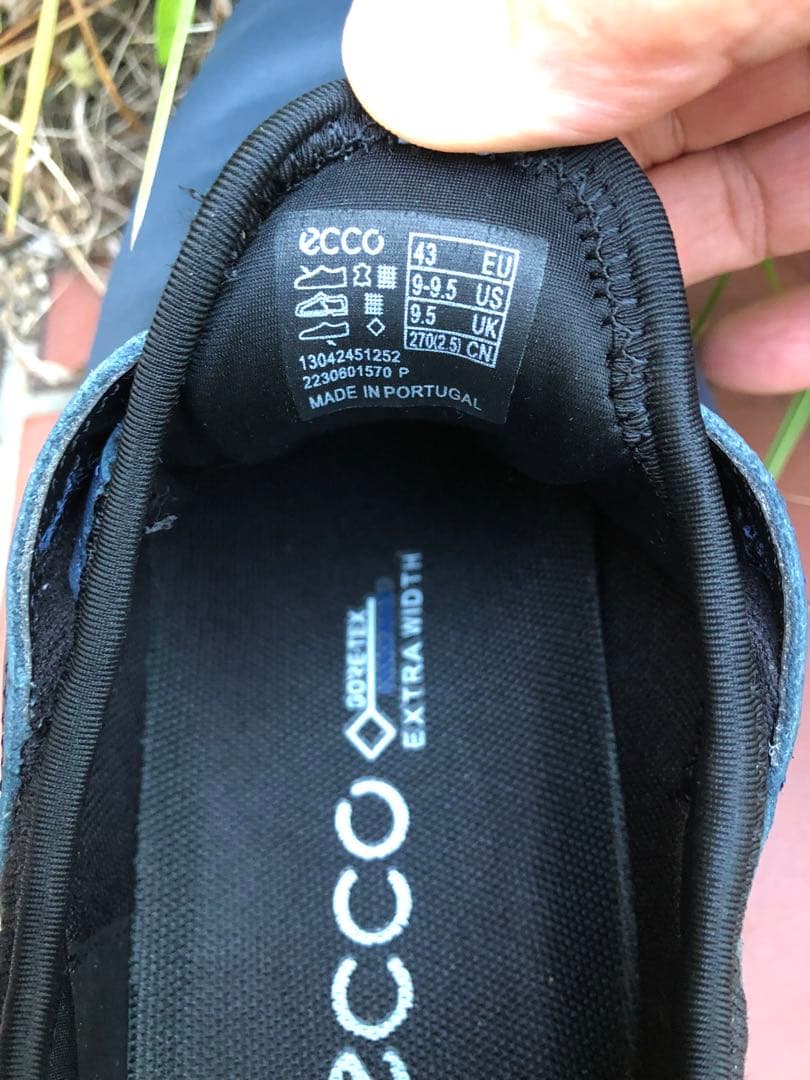 ecco
43 EU
9-9.5 US
9.5 UK
270(2.5) CN
13042451252
2230601570 P
MADE IN PORTUGAL
GORE-TEX
EXTRA WIDTH
ecco